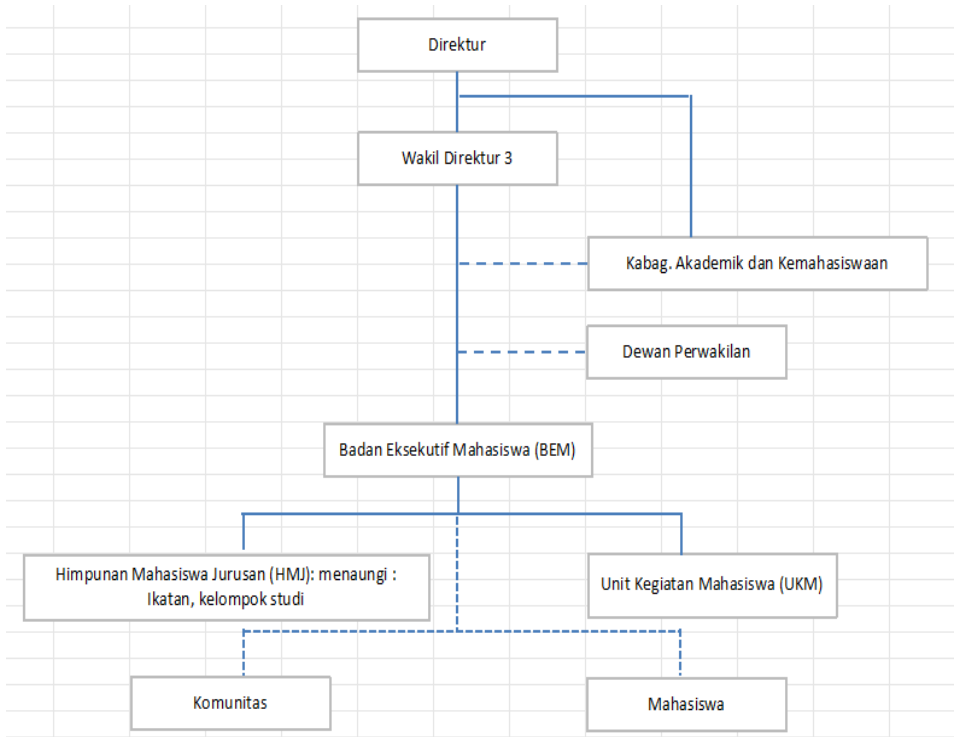 Direktur
Wakil Direktur 3
Kabag. Akademik dan Kemahasiswaan
Dewan Perwakilan
Badan Eksekutif Mahasiswa (BEM)
Himpunan Mahasiswa Jurusan (HMJ): menaungi :
Ikatan, kelompok studi
Unit Kegiatan Mahasiswa (UKM)
Komunitas
Mahasiswa